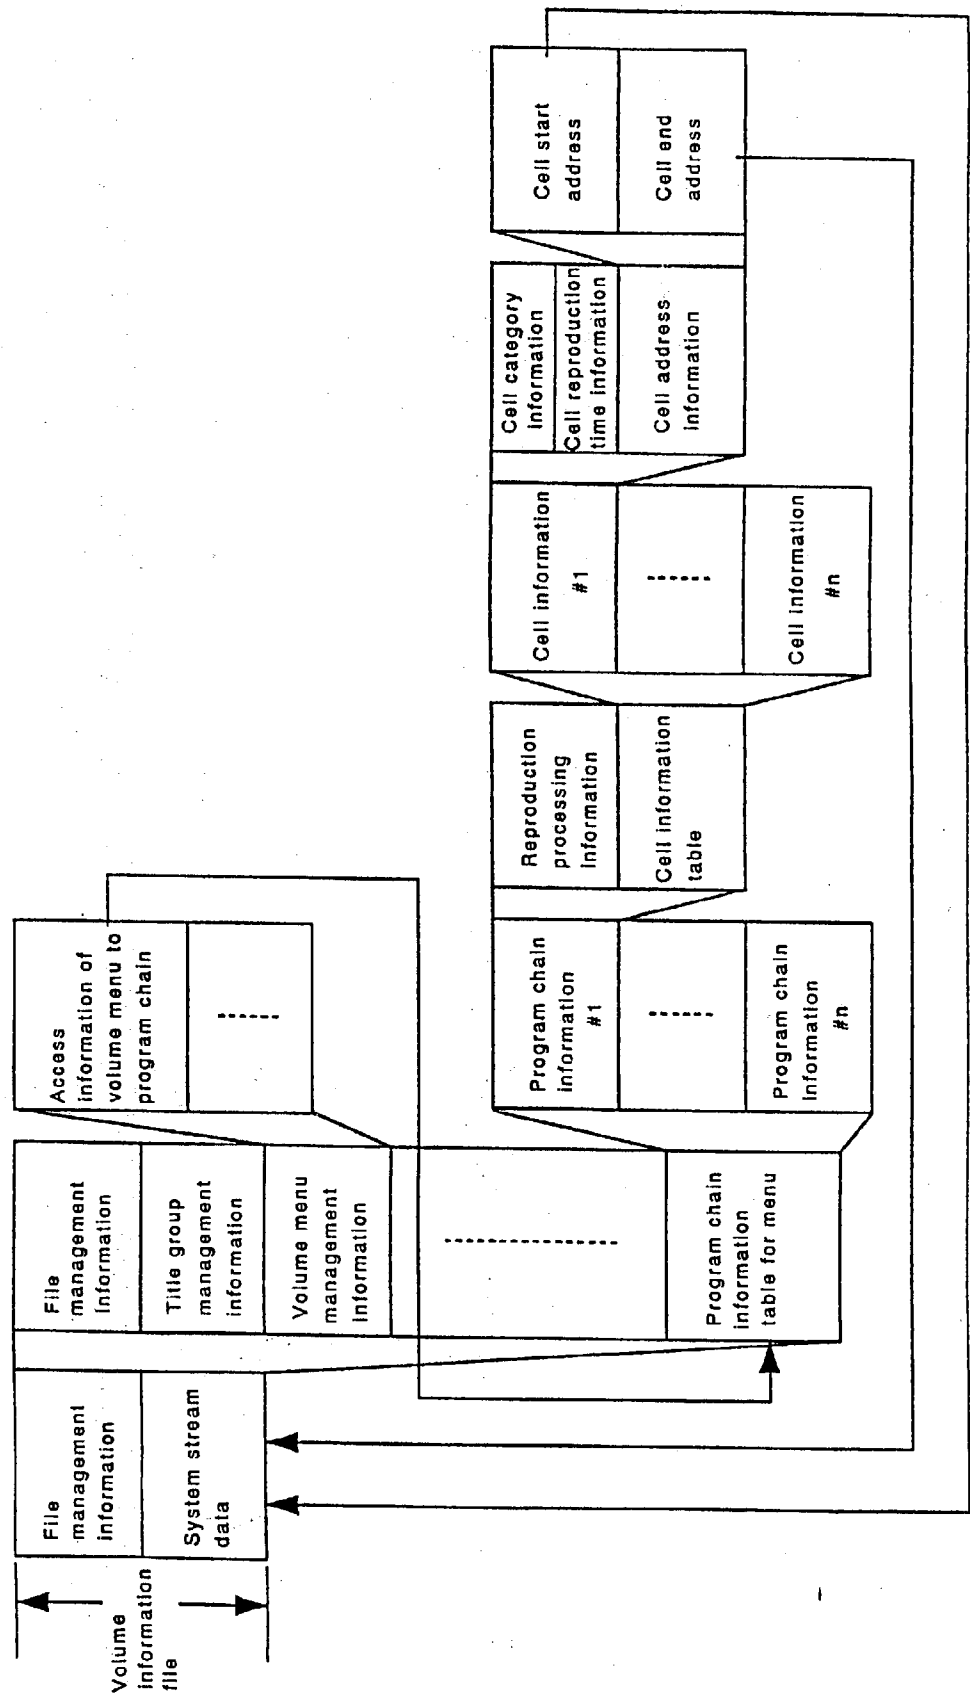 Volume
information
file
File
management
information
System stream
data
File
management
Information
Title group
management
information
Volume menu
management
Information
Program chain
information
table for menu
Access
information of
volume menu to
program chain
Program chain
information
#1
Program chain
Information
#n
Reproduction
processing
Information
Cell information
table
Cell information
#1
Cell information
#n
Cell category
Information
Cell reproduction
time information
Cell address
information
Cell start
address
Cell end
address